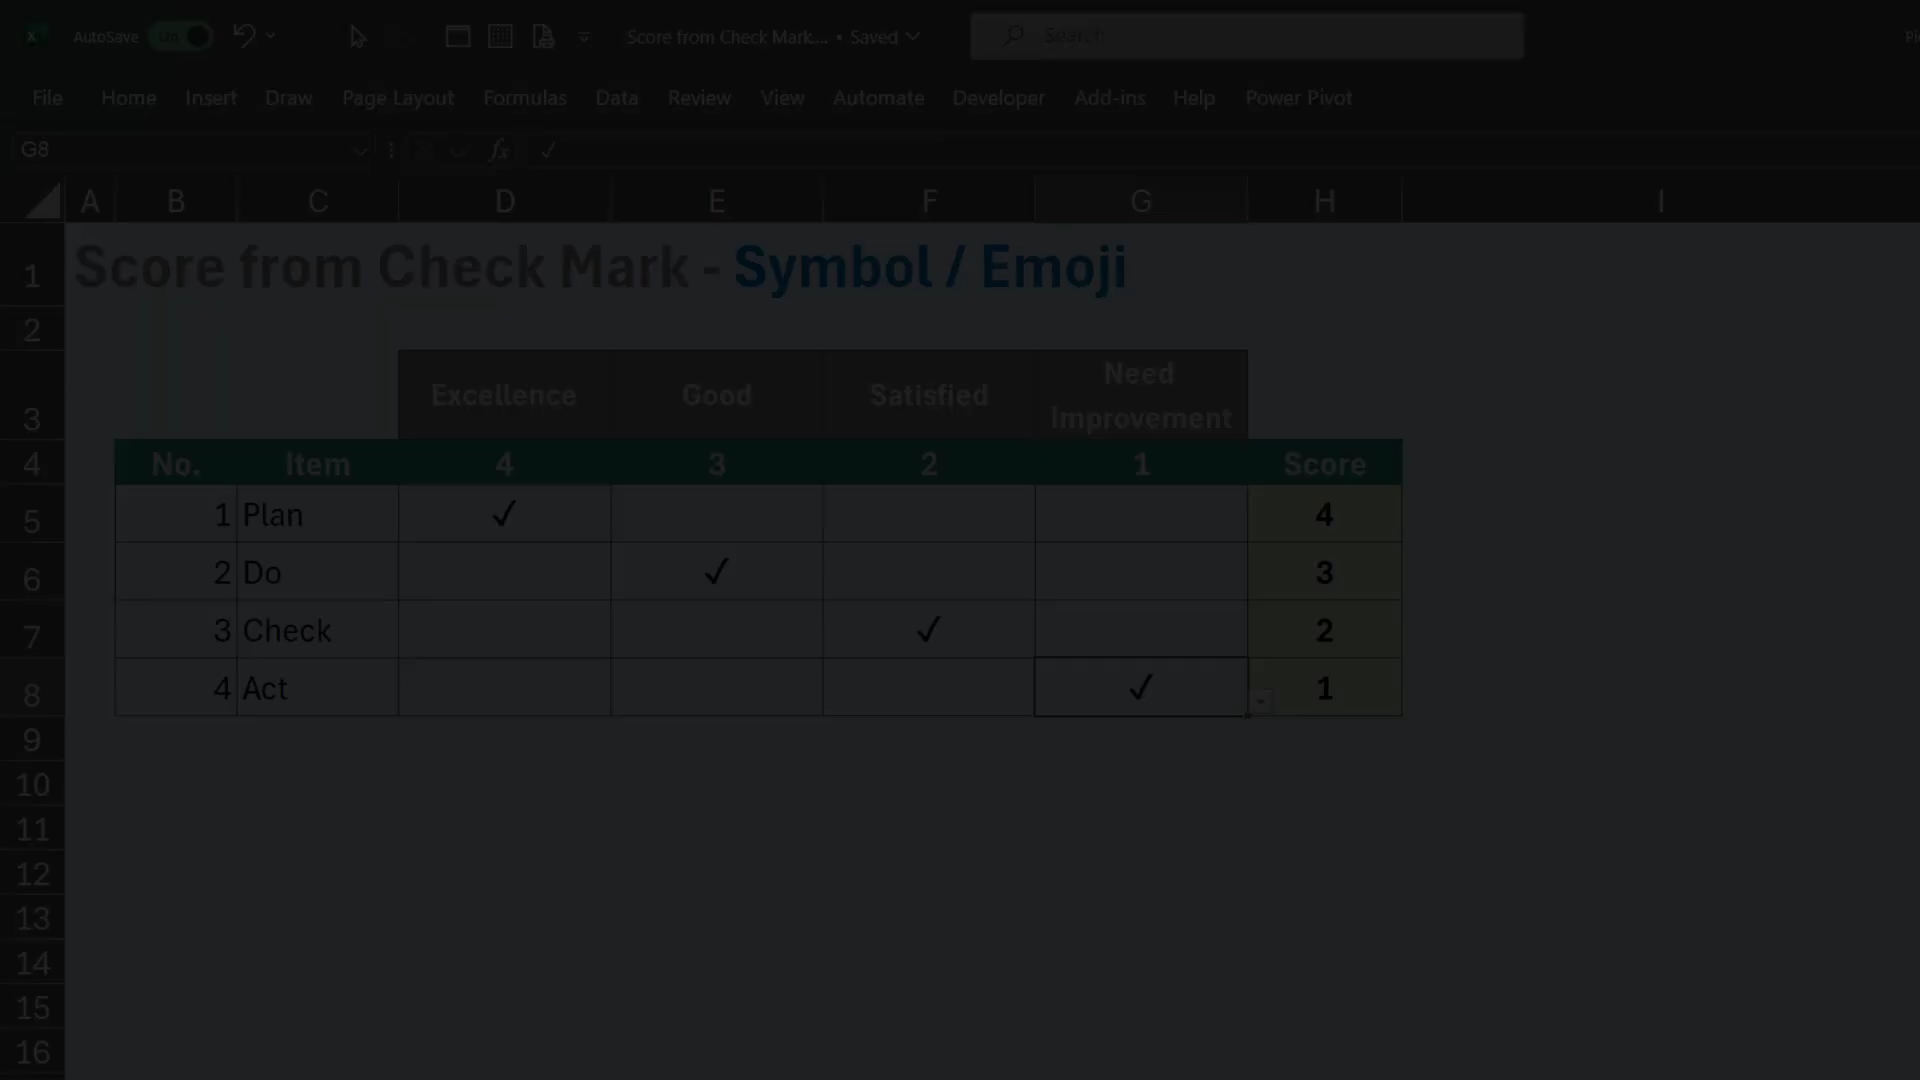 AutoSave Score from Check Mark... • Saved Search
File Home Insert Draw Page Layout Formulas Data Review View Automate Developer Add-ins Help Power Pivot
G8 fx ✓
A B C D E F G H I
1 Score from Check Mark - Symbol / Emoji
2
3 Excellence Good Satisfied Need Improvement
4 No. Item 4 3 2 1 Score
5 1 Plan ✓ 4
6 2 Do ✓ 3
7 3 Check ✓ 2
8 4 Act ✓ 1
9
10
11
12
13
14
15
16